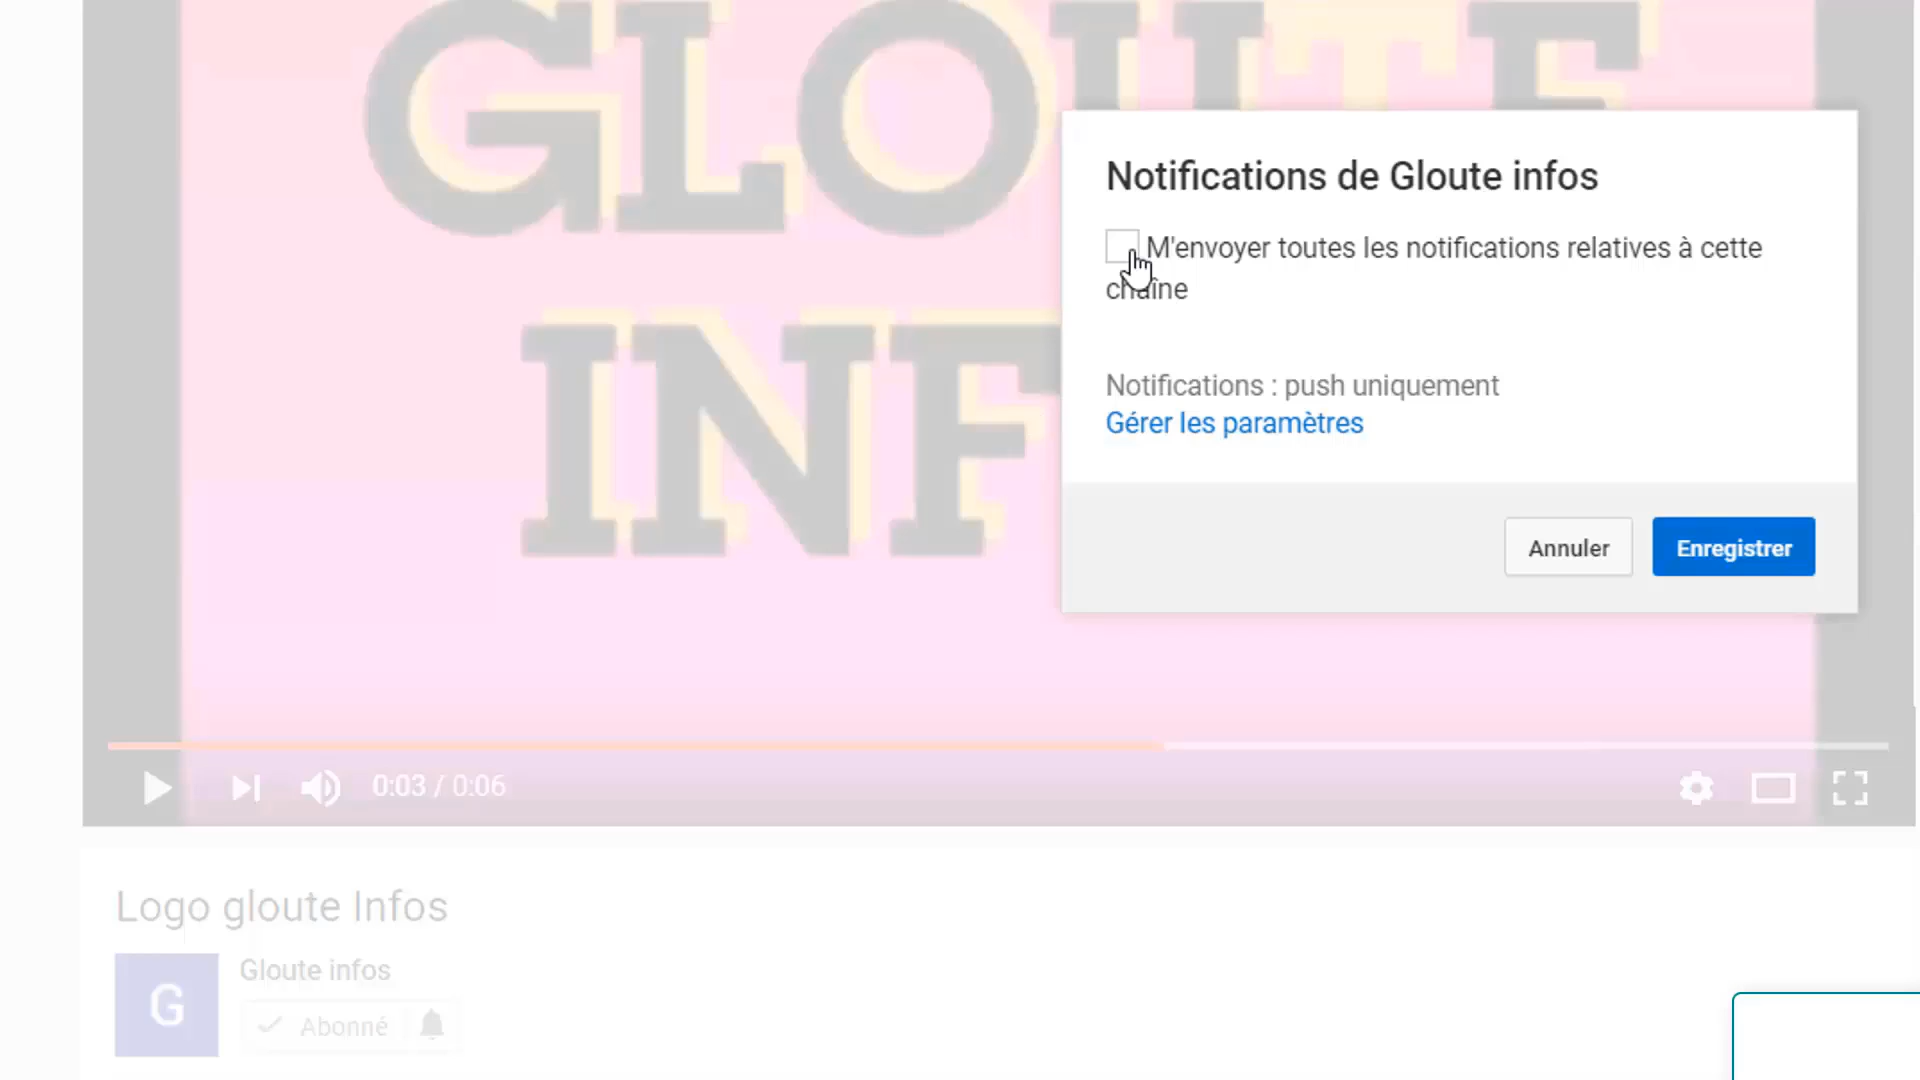 GLOUTE
INF
Notifications de Gloute infos
M'envoyer toutes les notifications relatives à cette
chaîne
Notifications : push uniquement
Gérer les paramètres
Annuler
Enregistrer
0:03 / 0:06
Logo gloute Infos
G
Gloute infos
Abonné